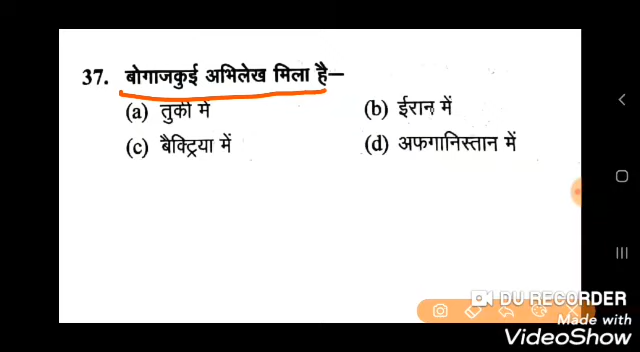 37. बोगाजकुई अभिलेख मिला है—
(a) तुर्की में (b) ईरान में
(c) बैक्ट्रिया में (d) अफगानिस्तान में
DU RECORDER
Made with
VideoShow